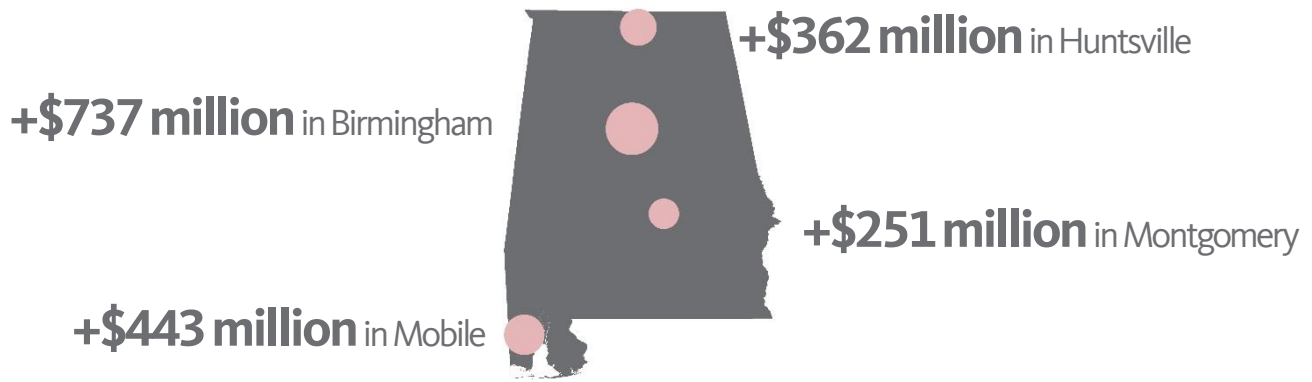 +$362 million in Huntsville
+$737 million in Birmingham
+$251 million in Montgomery
+$443 million in Mobile